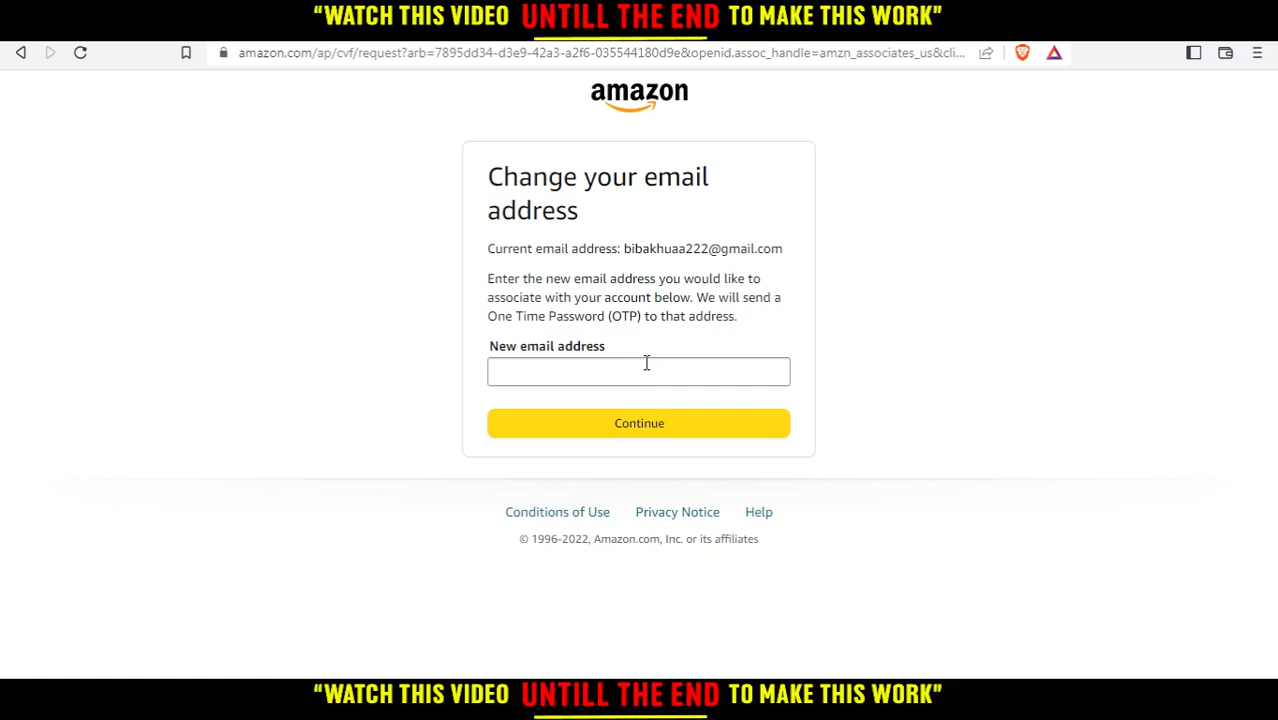 “WATCH THIS VIDEO UNTILL THE END TO MAKE THIS WORK”
amazon.com/ap/cvf/request?arb=7895dd34-d3e9-42a3-a2f6-035544180d9e&openid.assoc_handle=amzn_associates_us&cli...
amazon
Change your email
address
Current email address: bibakhuaa222@gmail.com
Enter the new email address you would like to
associate with your account below. We will send a
One Time Password (OTP) to that address.
New email address
Continue
Conditions of Use Privacy Notice Help
© 1996-2022, Amazon.com, Inc. or its affiliates
“WATCH THIS VIDEO UNTILL THE END TO MAKE THIS WORK”